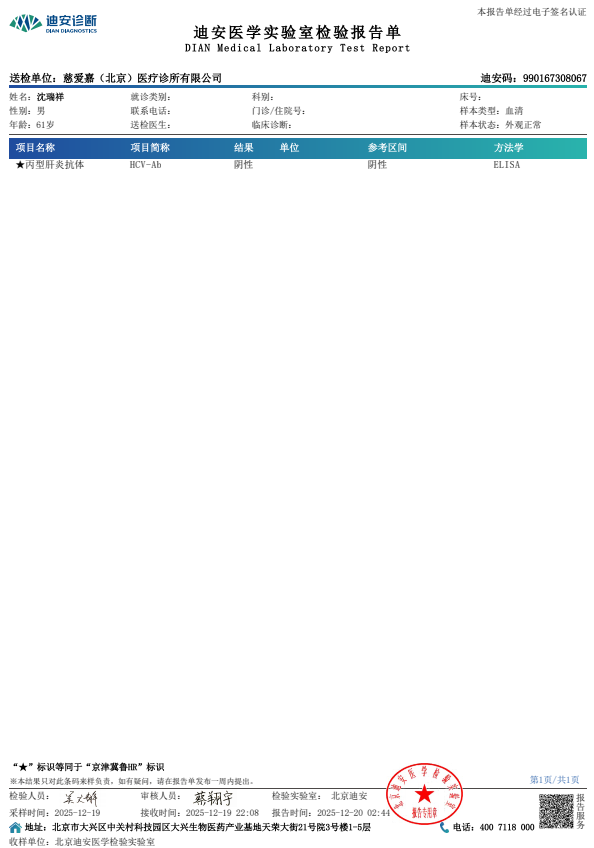 本报告单经过电子签名认证
迪安诊断
DIAN DIAGNOSTICS
迪安医学实验室检验报告单
DIAN Medical Laboratory Test Report
送检单位：慈爱嘉（北京）医疗诊所有限公司 迪安码：990167308067
姓名：沈瑞祥 就诊类别： 科别： 床号：
性别：男 联系电话： 门诊/住院号： 样本类型：血清
年龄：61岁 送检医生： 临床诊断： 样本状态：外观正常
项目名称 项目简称 结果 单位 参考区间 方法学
★丙型肝炎抗体 HCV-Ab 阴性 阴性 ELISA
“★”标识等同于“京津冀鲁HR”标识
※本结果只对此条码来样负责。如有疑问，请在报告单发布一周内提出。
第1页/共1页
检验人员： 审核人员： 蔡翻宇 检验实验室： 北京迪安
采样时间：2025-12-19 接收时间：2025-12-19 22:08 报告时间：2025-12-20 02:44
报告专用章
地址：北京市大兴区中关村科技园区大兴生物医药产业基地天荣大街21号院3号楼1-5层 电话：400 7118 000
收样单位：北京迪安医学检验实验室
报告服务